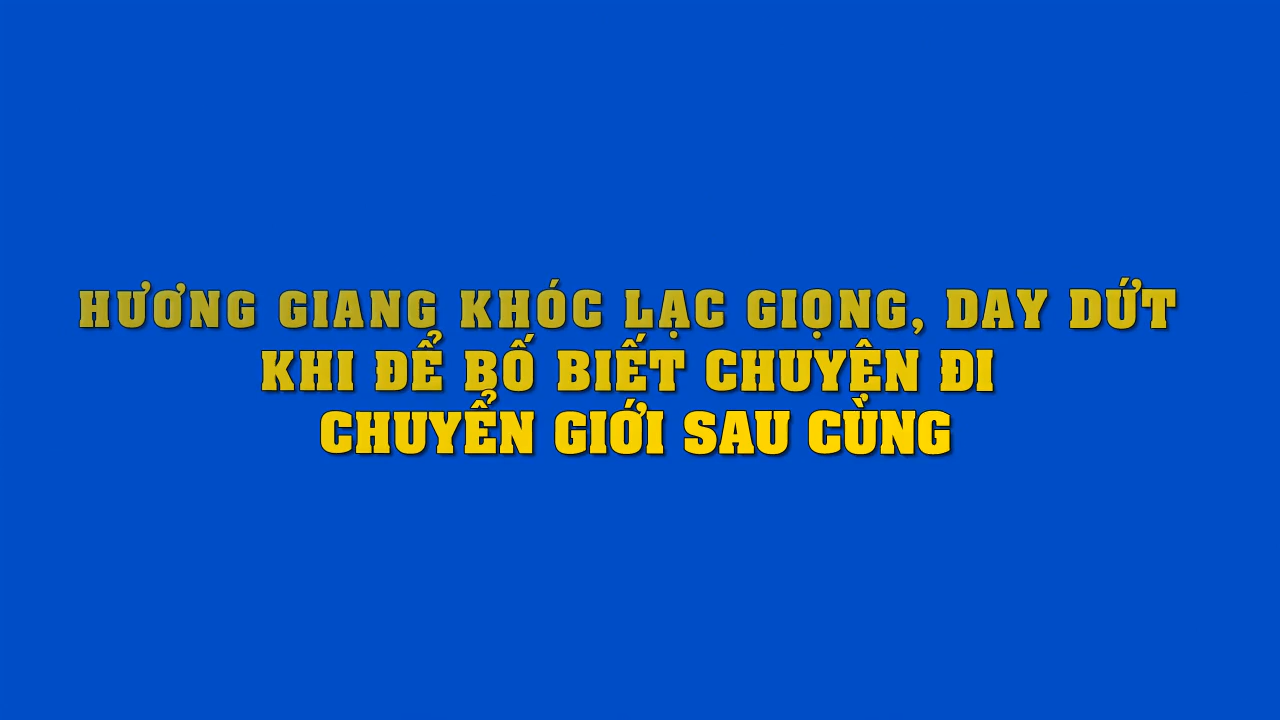 HƯƠNG GIANG KHÓC LẠC GIỌNG, DAY DỨT
KHI ĐỂ BỐ BIẾT CHUYỆN ĐI
CHUYỂN GIỚI SAU CÙNG